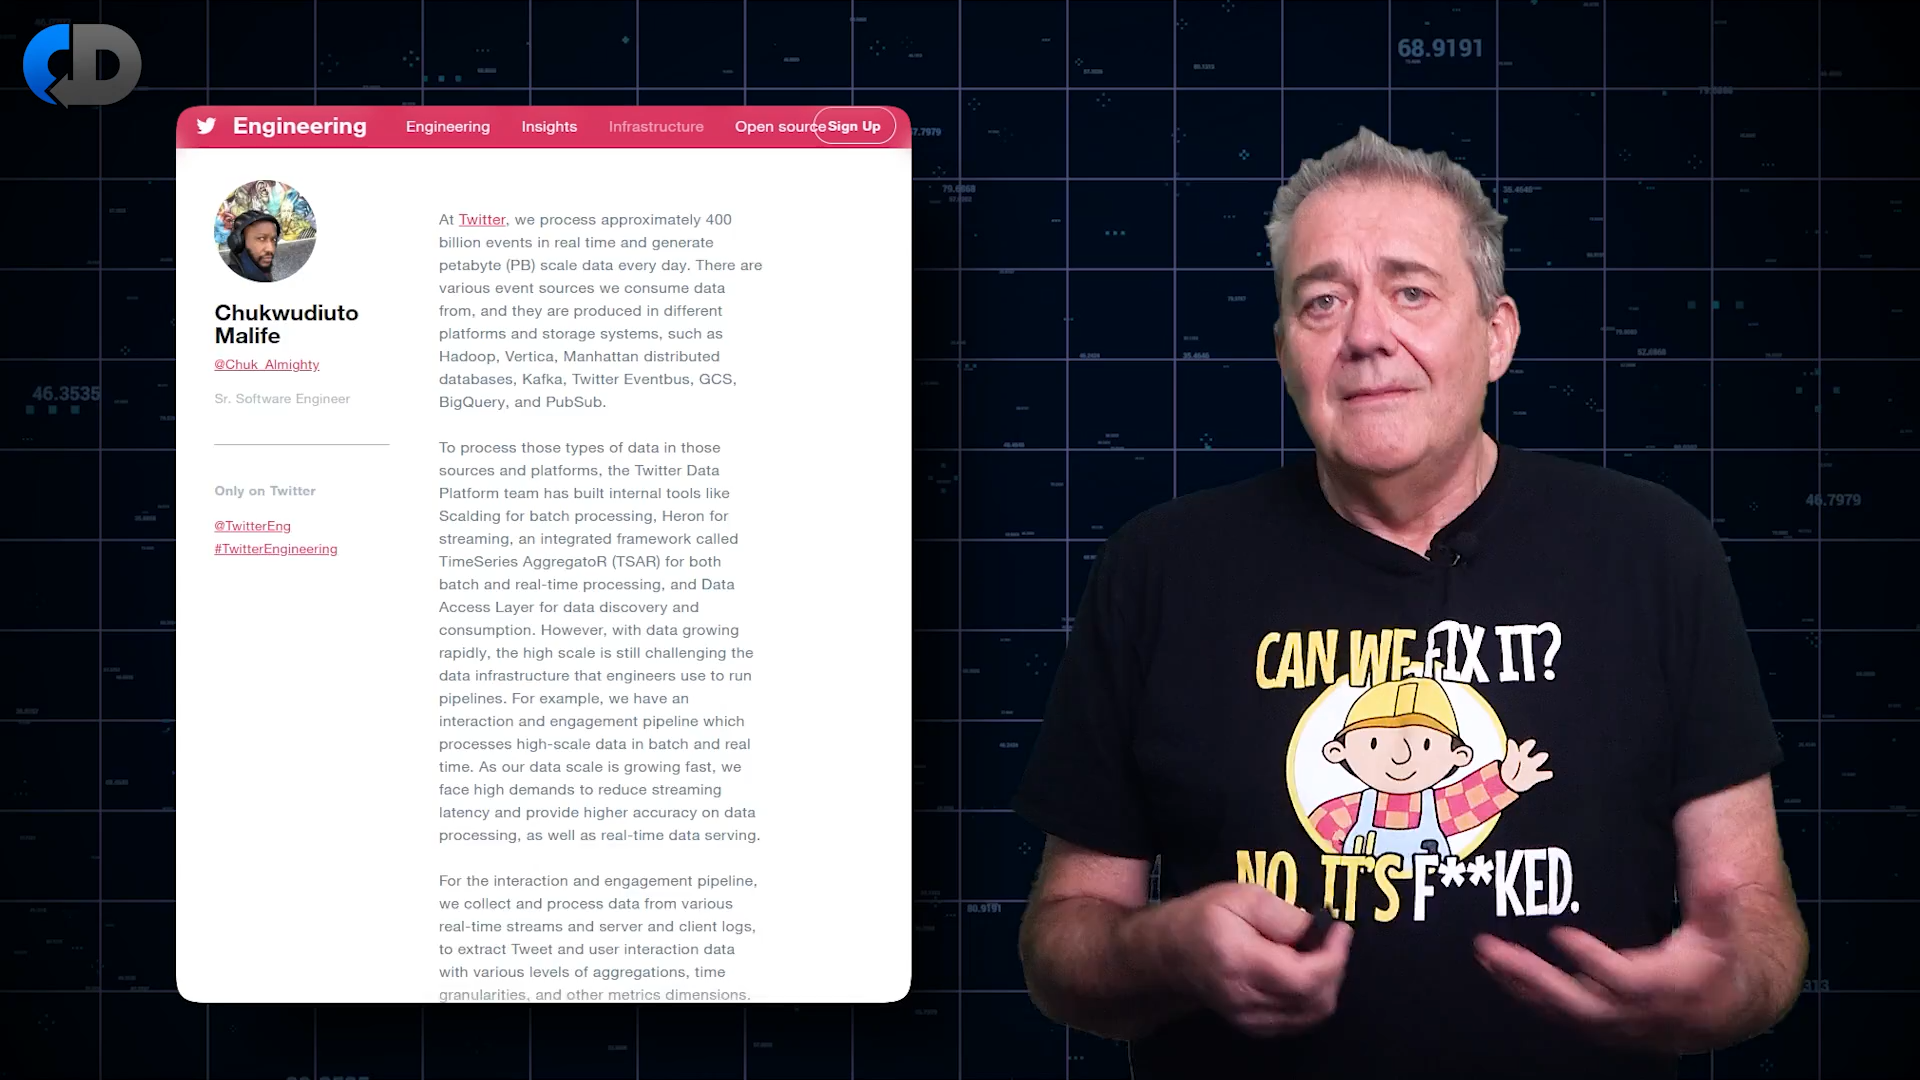 CD
Engineering
Engineering
Insights
Infrastructure
Open source
Sign Up
Chukwudiuto
Malife
@Chuk_Almighty
Sr. Software Engineer
Only on Twitter
@TwitterEng
#TwitterEngineering
At Twitter, we process approximately 400
billion events in real time and generate
petabyte (PB) scale data every day. There are
various event sources we consume data
from, and they are produced in different
platforms and storage systems, such as
Hadoop, Vertica, Manhattan distributed
databases, Kafka, Twitter Eventbus, GCS,
BigQuery, and PubSub.
To process those types of data in those
sources and platforms, the Twitter Data
Platform team has built internal tools like
Scalding for batch processing, Heron for
streaming, an integrated framework called
TimeSeries AggregatoR (TSAR) for both
batch and real-time processing, and Data
Access Layer for data discovery and
consumption. However, with data growing
rapidly, the high scale is still challenging the
data infrastructure that engineers use to run
pipelines. For example, we have an
interaction and engagement pipeline which
processes high-scale data in batch and real
time. As our data scale is growing fast, we
face high demands to reduce streaming
latency and provide higher accuracy on data
processing, as well as real-time data serving.
For the interaction and engagement pipeline,
we collect and process data from various
real-time streams and server and client logs,
to extract Tweet and user interaction data
with various levels of aggregations, time
granularities, and other metrics dimensions.
CAN WE FIX IT?
NO, IT'S F**KED.
68.9191
46.3535
46.7979
80.9191